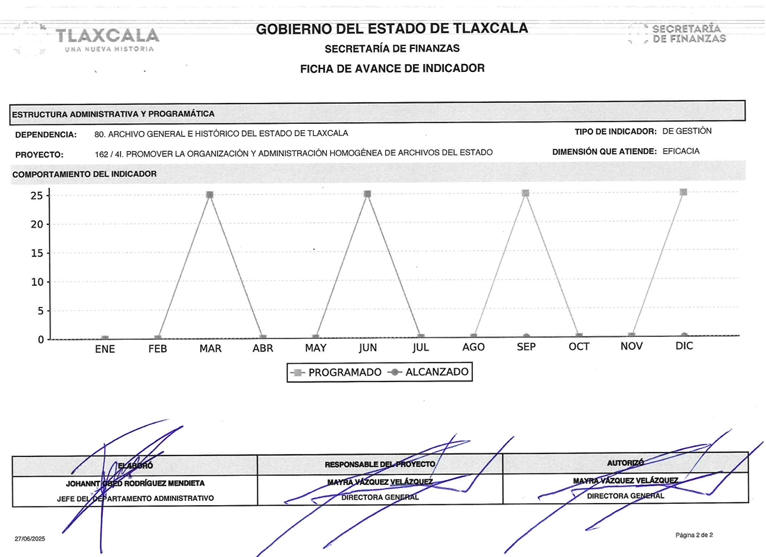 TLAXCALA
UNA NUEVA HISTORIA
GOBIERNO DEL ESTADO DE TLAXCALA
SECRETARÍA DE FINANZAS
FICHA DE AVANCE DE INDICADOR
SECRETARÍA
DE FINANZAS
ESTRUCTURA ADMINISTRATIVA Y PROGRAMÁTICA
DEPENDENCIA: 80. ARCHIVO GENERAL E HISTÓRICO DEL ESTADO DE TLAXCALA TIPO DE INDICADOR: DE GESTIÓN
PROYECTO: 162 / 4I. PROMOVER LA ORGANIZACIÓN Y ADMINISTRACIÓN HOMOGÉNEA DE ARCHIVOS DEL ESTADO DIMENSIÓN QUE ATIENDE: EFICACIA
COMPORTAMIENTO DEL INDICADOR
25
20
15
10
5
0
ENE FEB MAR ABR MAY JUN JUL AGO SEP OCT NOV DIC
PROGRAMADO ALCANZADO
ELABORÓ RESPONSABLE DEL PROYECTO AUTORIZÓ
JOHANNT OBED RODRÍGUEZ MENDIETA MAYRA VÁZQUEZ VELÁZQUEZ MAYRA VÁZQUEZ VELÁZQUEZ
JEFE DEL DEPARTAMENTO ADMINISTRATIVO DIRECTORA GENERAL DIRECTORA GENERAL
27/06/2025 Página 2 de 2